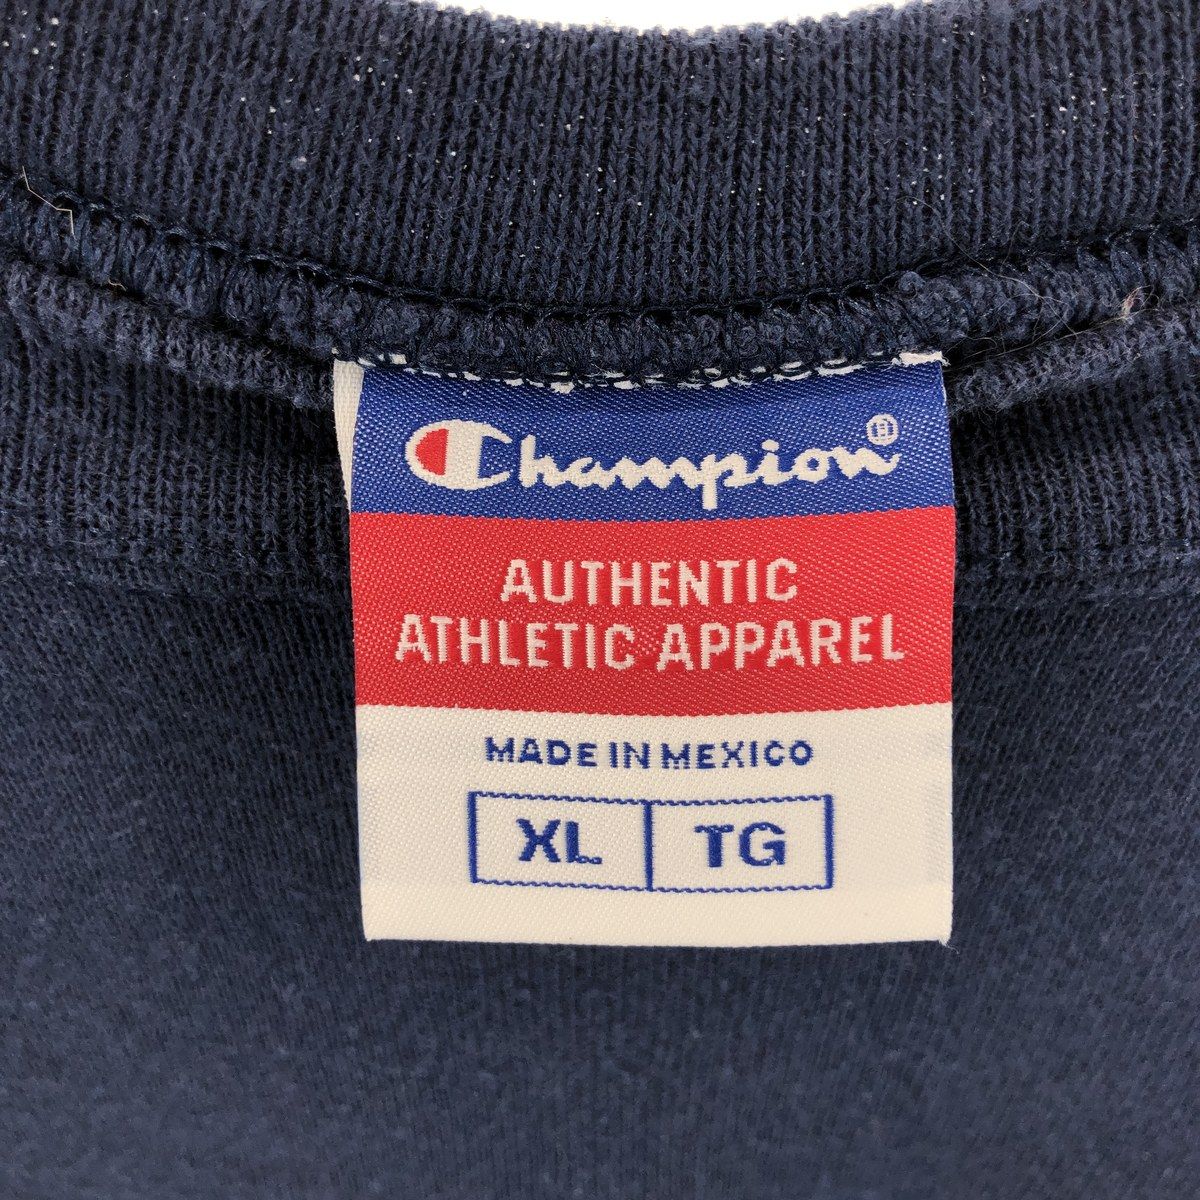 Champion®
AUTHENTIC
ATHLETIC APPAREL
MADE IN MEXICO
XL TG